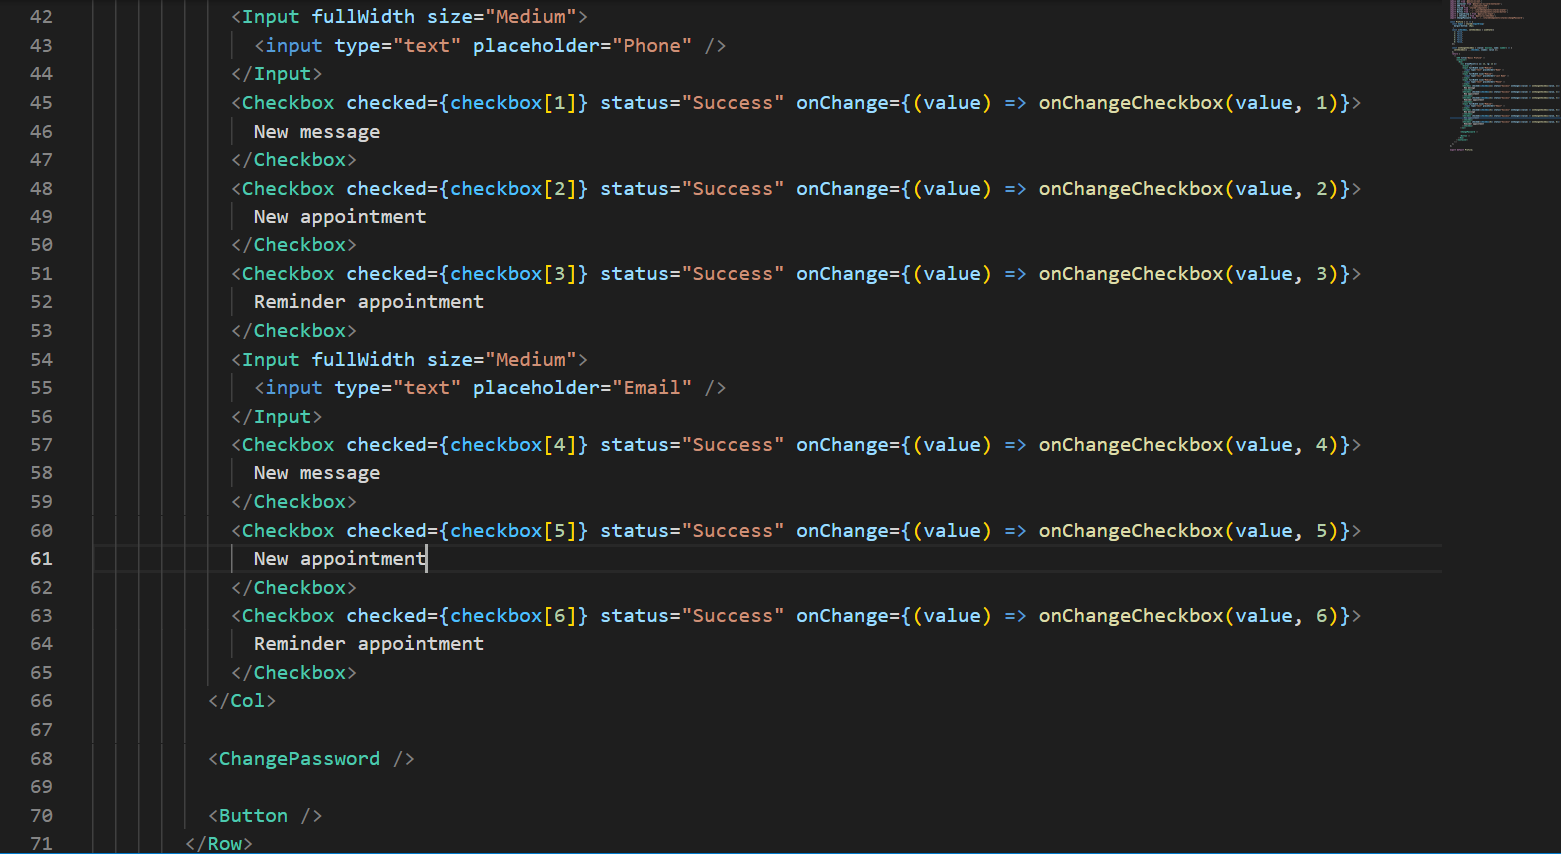 42 <Input fullWidth size="Medium">
43 <input type="text" placeholder="Phone" />
44 </Input>
45 <Checkbox checked={checkbox[1]} status="Success" onChange={(value) => onChangeCheckbox(value, 1)}>
46 New message
47 </Checkbox>
48 <Checkbox checked={checkbox[2]} status="Success" onChange={(value) => onChangeCheckbox(value, 2)}>
49 New appointment
50 </Checkbox>
51 <Checkbox checked={checkbox[3]} status="Success" onChange={(value) => onChangeCheckbox(value, 3)}>
52 Reminder appointment
53 </Checkbox>
54 <Input fullWidth size="Medium">
55 <input type="text" placeholder="Email" />
56 </Input>
57 <Checkbox checked={checkbox[4]} status="Success" onChange={(value) => onChangeCheckbox(value, 4)}>
58 New message
59 </Checkbox>
60 <Checkbox checked={checkbox[5]} status="Success" onChange={(value) => onChangeCheckbox(value, 5)}>
61 New appointment
62 </Checkbox>
63 <Checkbox checked={checkbox[6]} status="Success" onChange={(value) => onChangeCheckbox(value, 6)}>
64 Reminder appointment
65 </Checkbox>
66 </Col>
67
68 <ChangePassword />
69
70 <Button />
71 </Row>